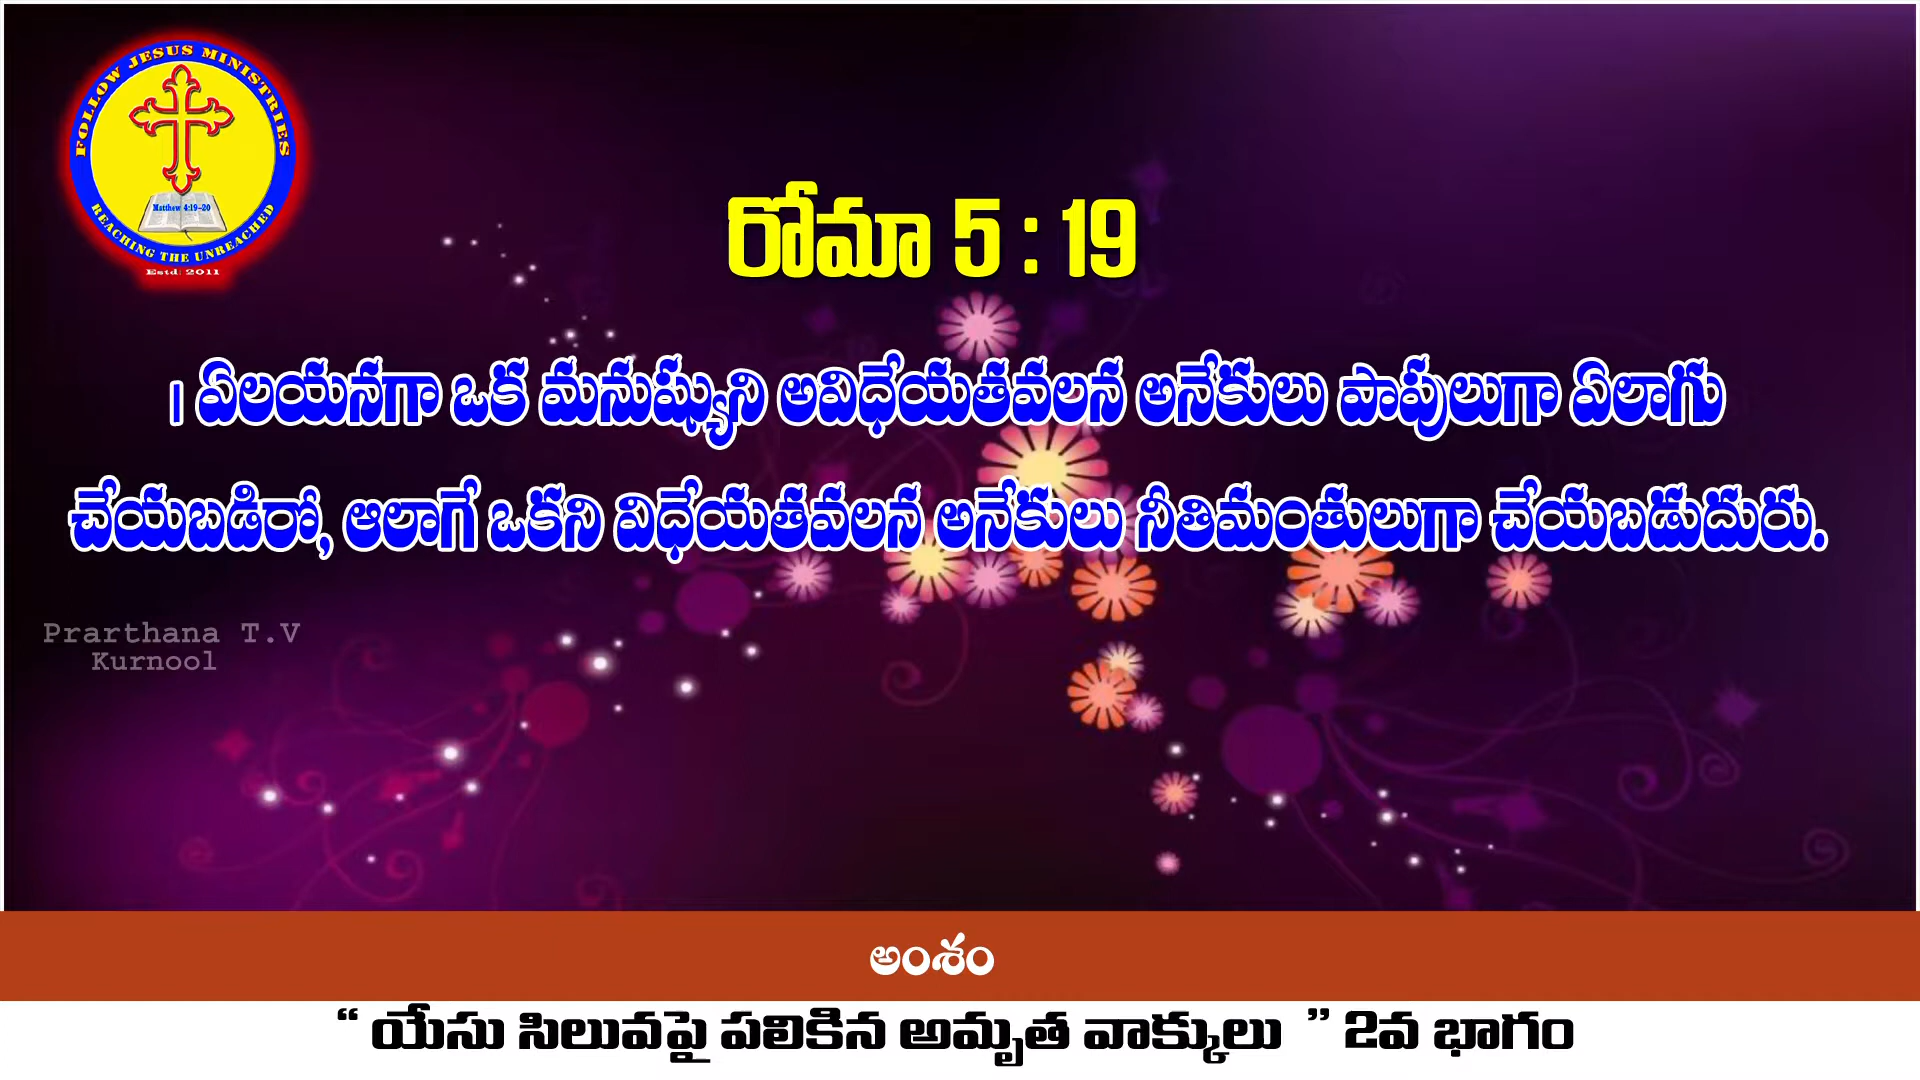 FOLLOW JESUS MINISTRIES
Matthew 4:19-20
REACHING THE UNREACHED
Estd: 2011
రోమా 5 : 19
। ఏలయనగా ఒక మనుష్యుని అవిధేయతవలన అనేకులు పాపులుగా ఏలాగు
చేయబడిరో, ఆలాగే ఒకని విధేయతవలన అనేకులు నీతిమంతులుగా చేయబడుదురు.
Prarthana T.V
Kurnool
అంశం
“ యేసు సిలువపై పలికిన అమృత వాక్కులు ” 2వ భాగం